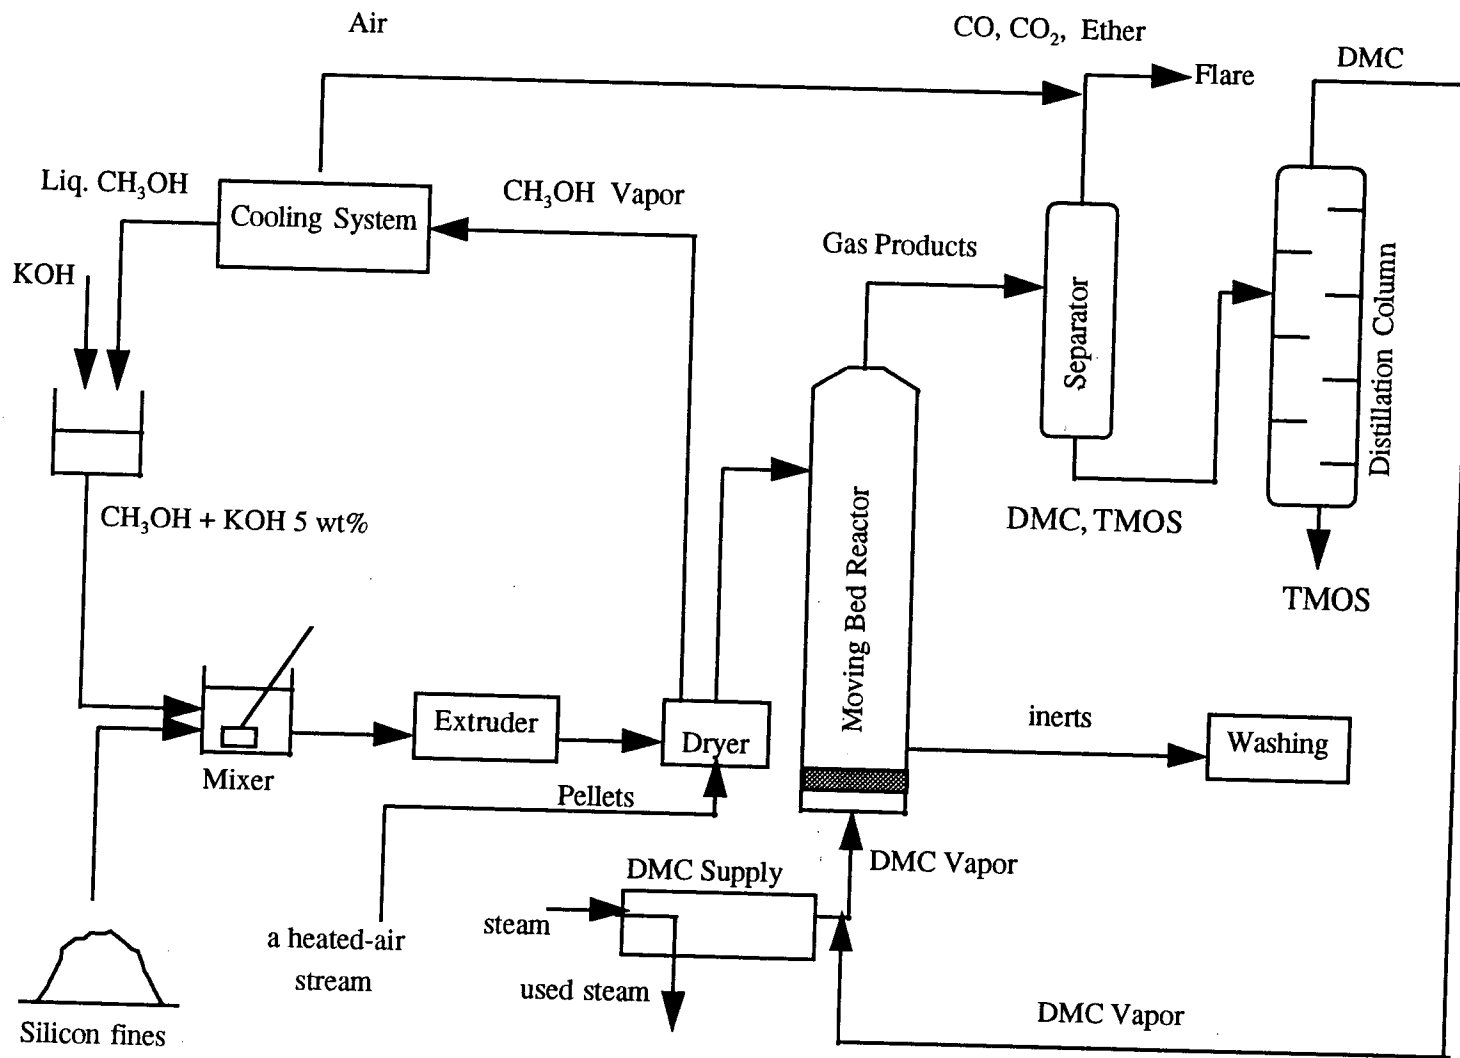 Air
CO, CO₂, Ether
Flare
DMC
Liq. CH₃OH
Cooling System
CH₃OH Vapor
KOH
Gas Products
Separator
Distillation Column
CH₃OH + KOH 5 wt%
DMC, TMOS
TMOS
Moving Bed Reactor
Extruder
Dryer
Mixer
inerts
Washing
Pellets
DMC Supply
DMC Vapor
steam
a heated-air
stream
used steam
DMC Vapor
Silicon fines